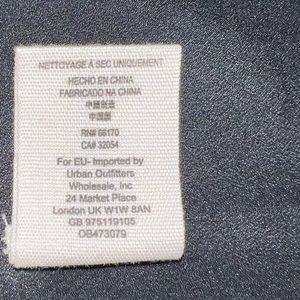 NETTOYAGE À SEC UNIQUEMENT
HECHO EN CHINA
FABRICADO NA CHINA
中國製造
中国製
RN# 66170
CA# 32054
For EU- Imported by
Urban Outfitters
Wholesale, Inc
24 Market Place
London UK W1W 8AN
GB 975119105
OB473079